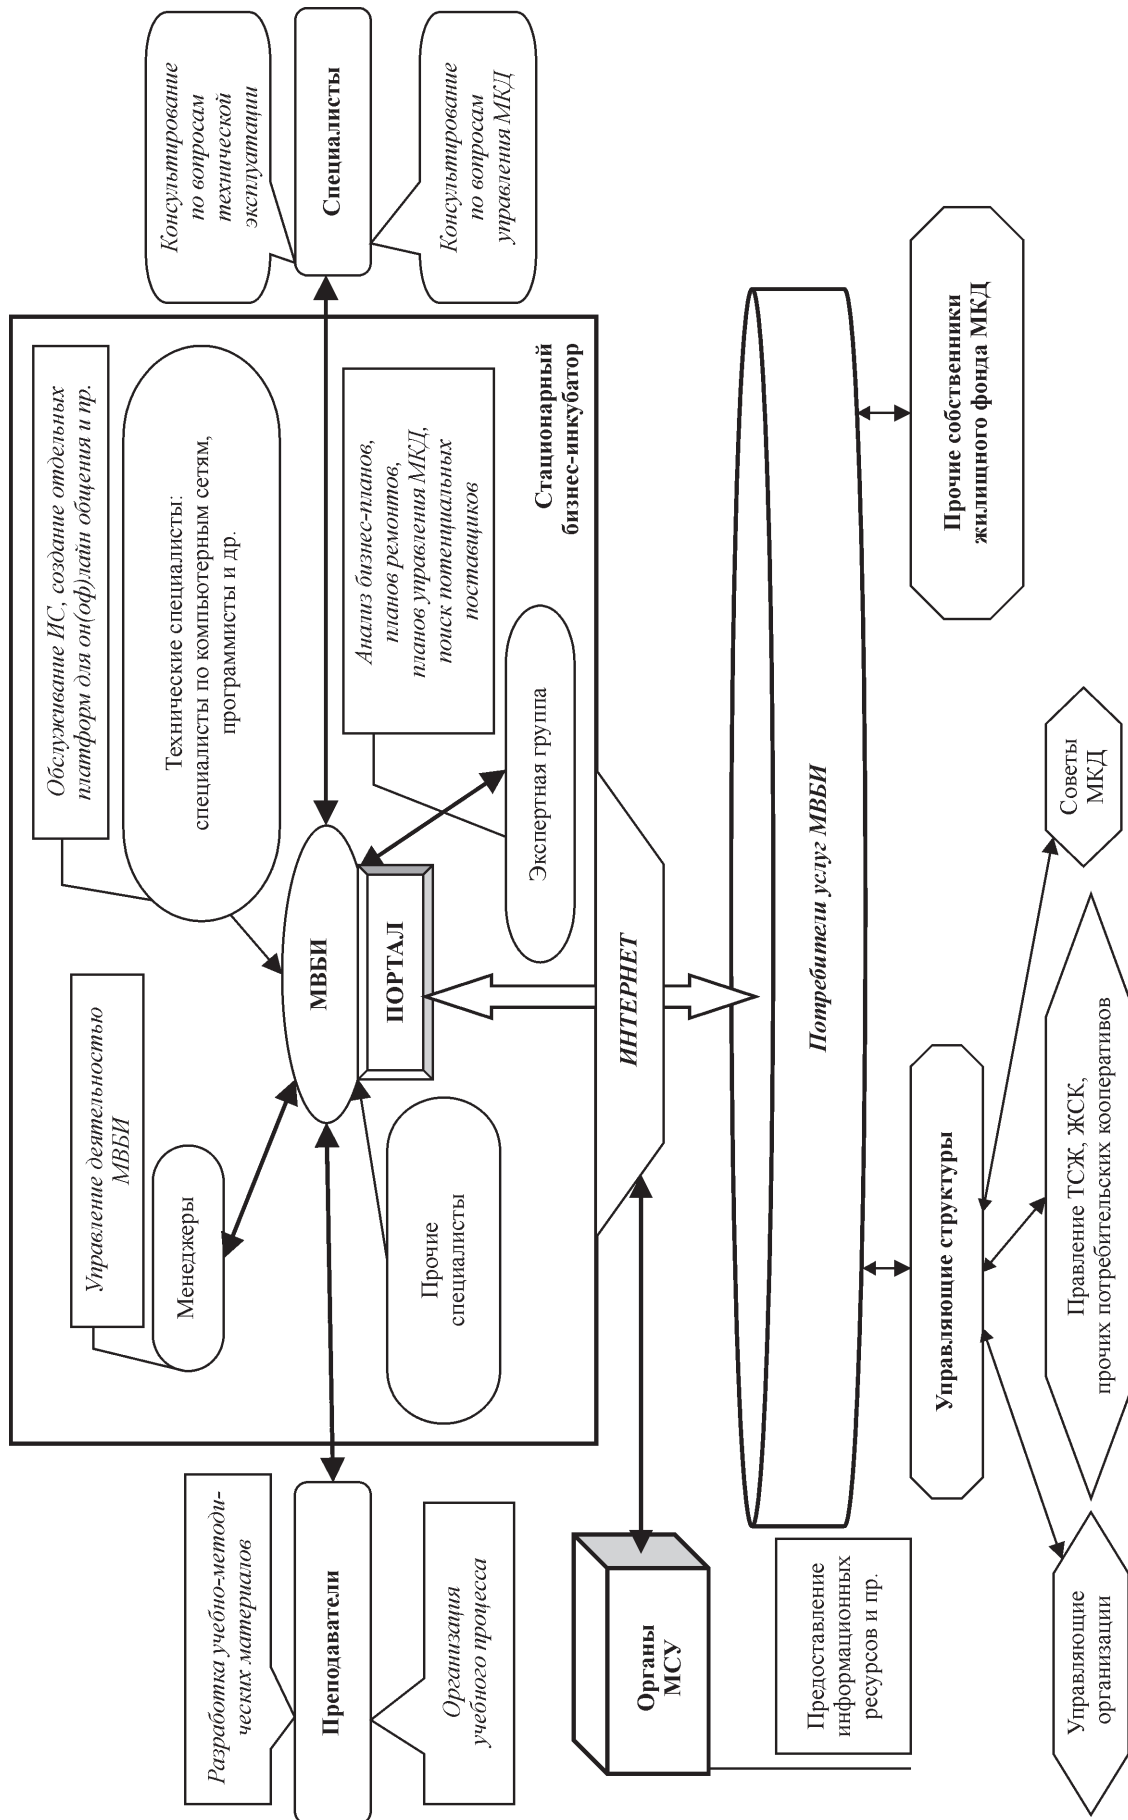 Разработка учебно-методи-
ческих материалов
Преподаватели
Организация
учебного процесса
Управление деятельностью
МВБИ
Менеджеры
Обслуживание ИС, создание отдельных
платформ для он(оф)лайн общения и пр.
Технические специалисты:
специалисты по компьютерным сетям,
программисты и др.
МВБИ
ПОРТАЛ
Прочие
специалисты
Анализ бизнес-планов,
планов ремонтов,
планов управления МКД,
поиск потенциальных
поставщиков
Экспертная группа
Стационарный
бизнес-инкубатор
Консультирование
по вопросам
технической
эксплуатации
Специалисты
Консультирование
по вопросам
управления МКД
ИНТЕРНЕТ
Органы
МСУ
Предоставление
информационных
ресурсов и пр.
Потребители услуг МВБИ
Управляющие структуры
Прочие собственники
жилищного фонда МКД
Управляющие
организации
Правление ТСЖ, ЖСК,
прочих потребительских кооперативов
Советы
МКД